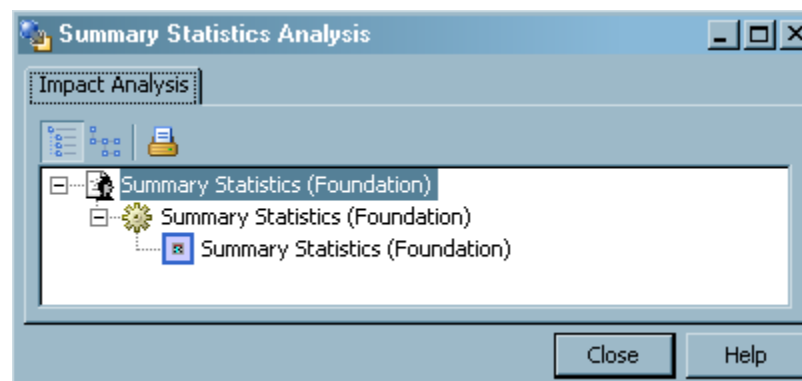 Summary Statistics Analysis
Impact Analysis
Summary Statistics (Foundation)
Summary Statistics (Foundation)
Summary Statistics (Foundation)
Close Help